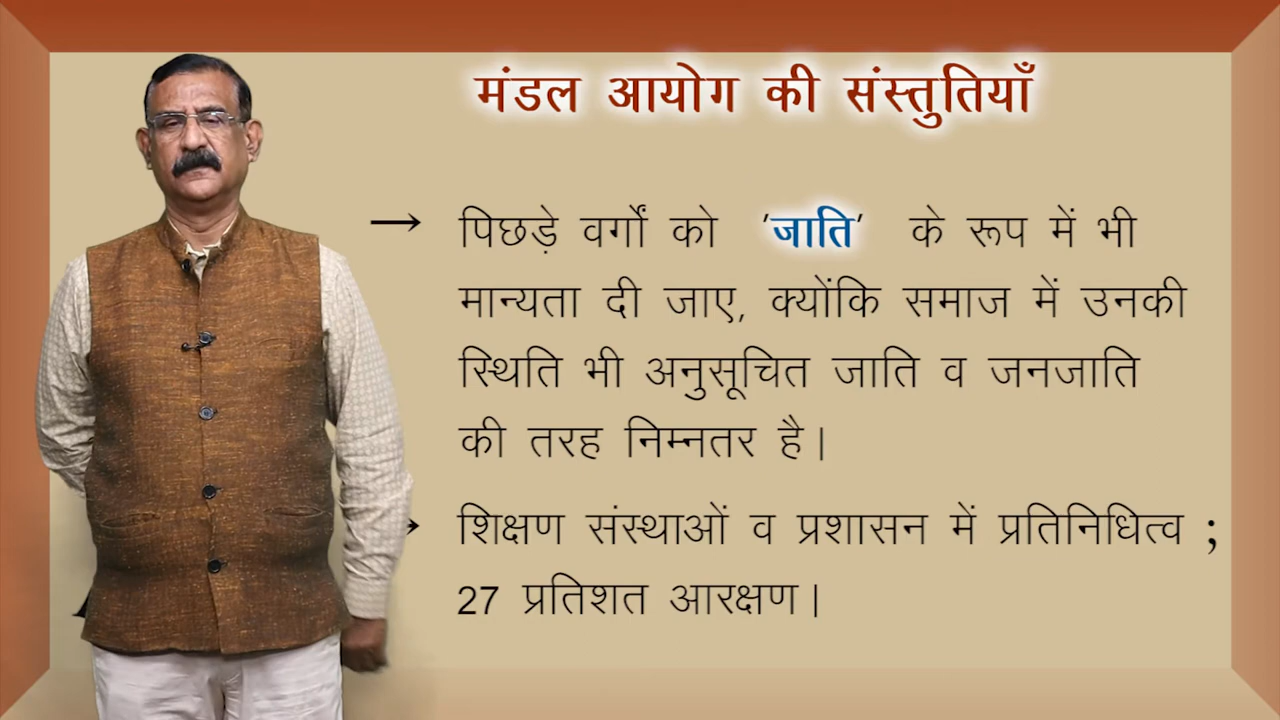 मंडल आयोग की संस्तुतियाँ
→ पिछड़े वर्गों को 'जाति' के रूप में भी
मान्यता दी जाए, क्योंकि समाज में उनकी
स्थिति भी अनुसूचित जाति व जनजाति
की तरह निम्नतर है।
→ शिक्षण संस्थाओं व प्रशासन में प्रतिनिधित्व ;
27 प्रतिशत आरक्षण।